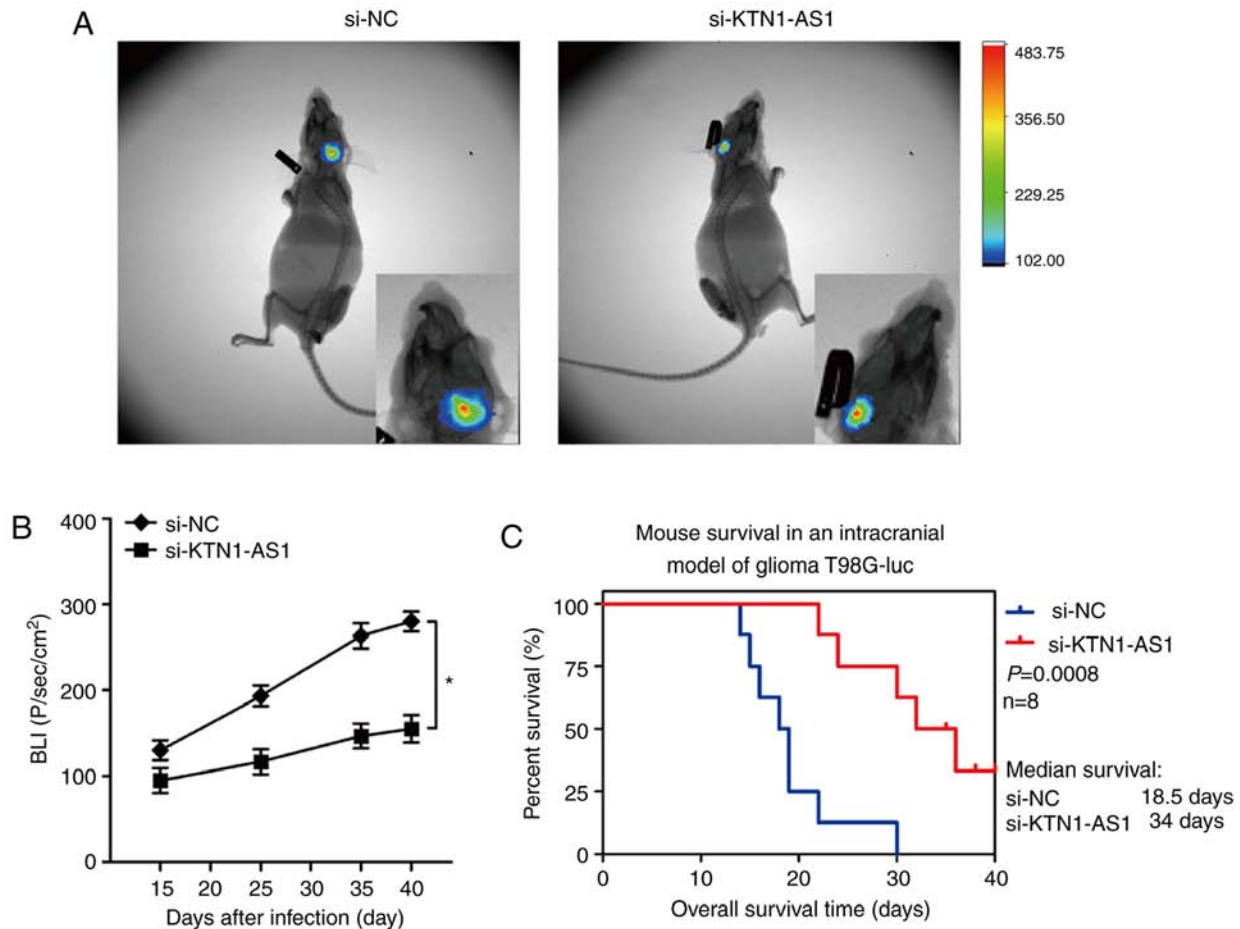 A
si-NC
si-KTN1-AS1
483.75
356.50
229.25
102.00
B
si-NC
si-KTN1-AS1
BLI (P/sec/cm²)
400
300
200
100
0
*
15 20 25 30 35 40
Days after infection (day)
C
Mouse survival in an intracranial
model of glioma T98G-luc
Percent survival (%)
100
75
50
25
0
0 10 20 30 40
Overall survival time (days)
si-NC
si-KTN1-AS1
P=0.0008
n=8
Median survival:
si-NC 18.5 days
si-KTN1-AS1 34 days